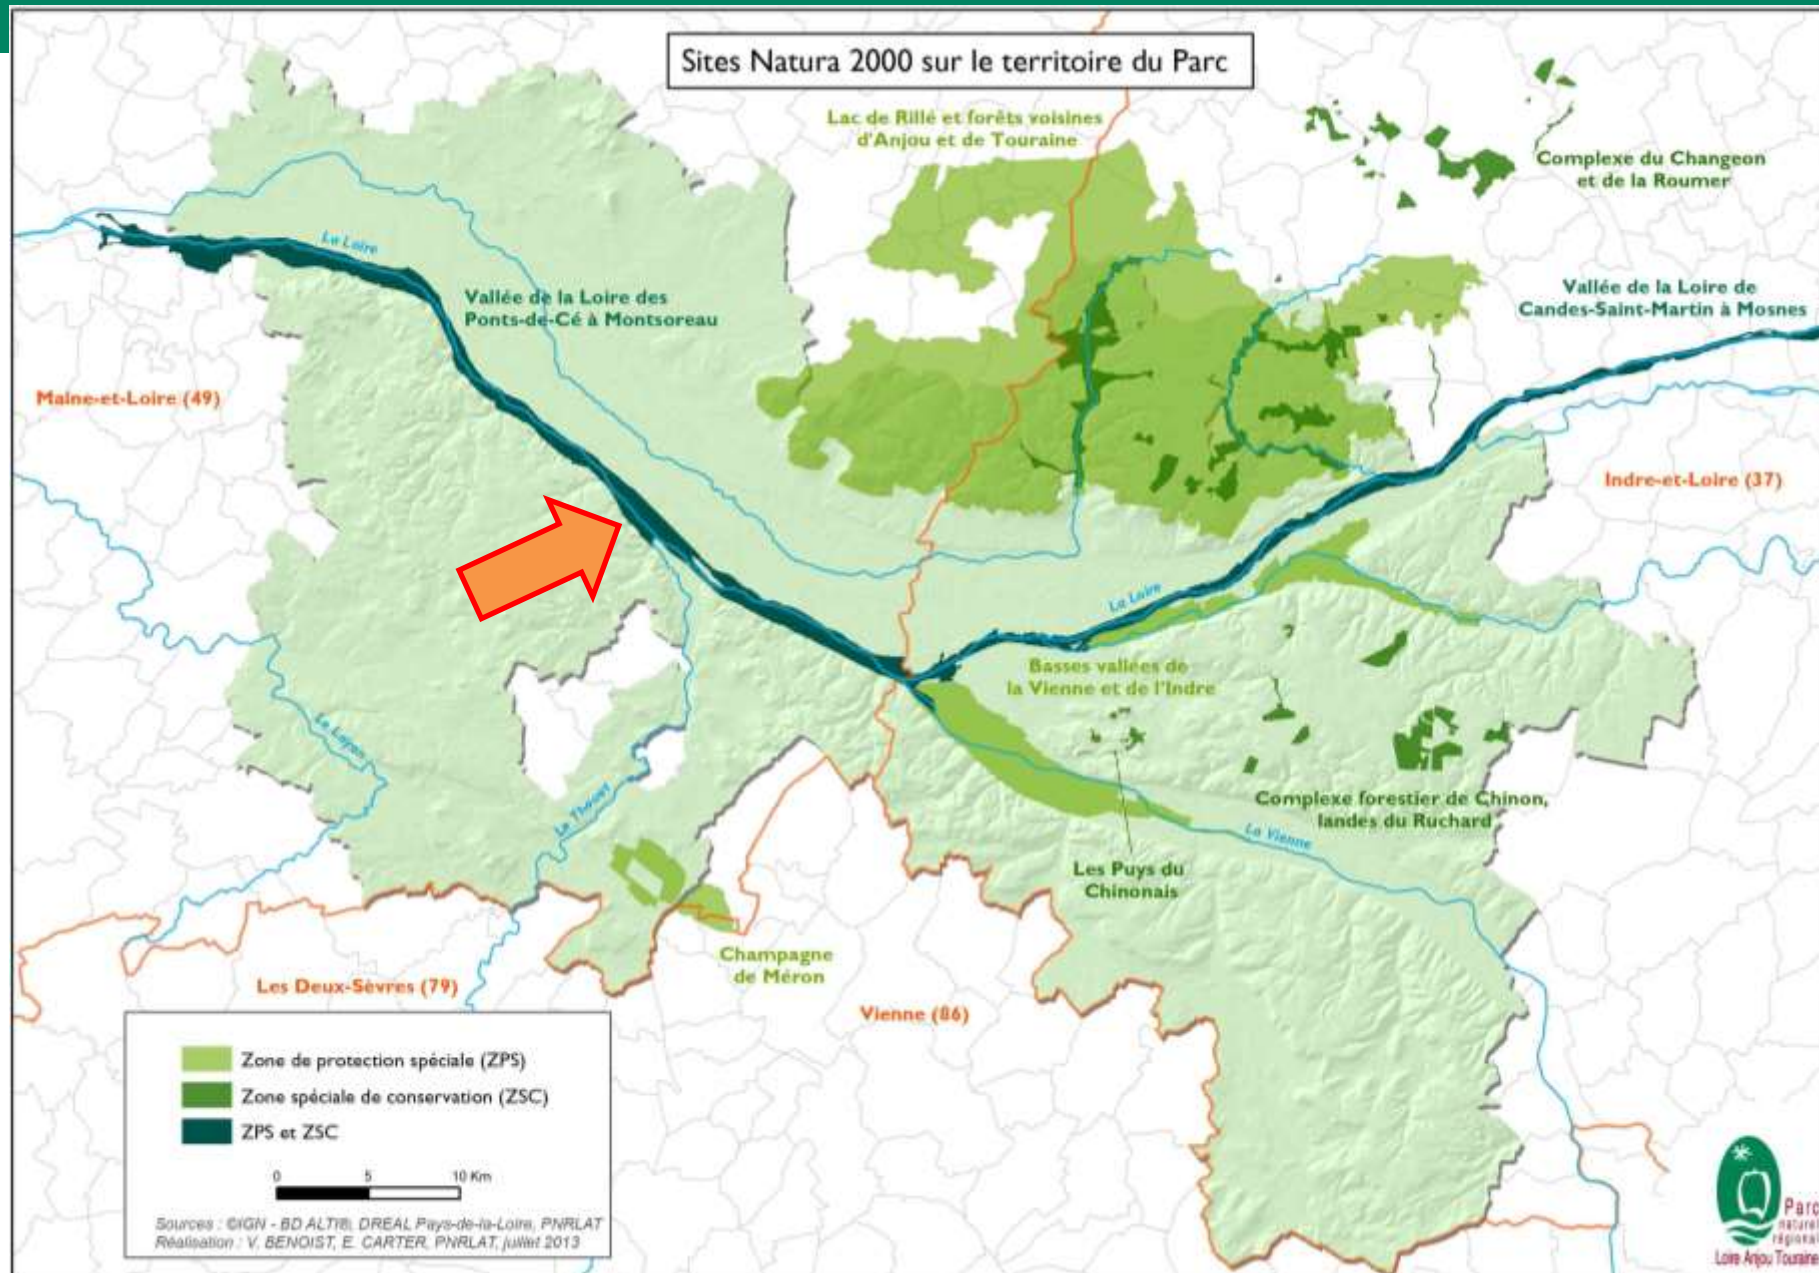 Sites Natura 2000 sur le territoire du Parc
Lac de Rillé et forêts voisines
d'Anjou et de Touraine
Complexe du Changeon
et de la Roumer
La Loire
Vallée de la Loire des
Ponts-de-Cé à Montsoreau
Vallée de la Loire de
Candes-Saint-Martin à Mosnes
Maine-et-Loire (49)
Indre-et-Loire (37)
La Loire
Basses vallées de
la Vienne et de l'Indre
Le Layon
Le Thouet
Complexe forestier de Chinon,
landes du Ruchard
La Vienne
Les Puys du
Chinonais
Champagne
de Méron
Les Deux-Sèvres (79)
Vienne (86)
Zone de protection spéciale (ZPS)
Zone spéciale de conservation (ZSC)
ZPS et ZSC
0 5 10 Km
Sources : ©IGN - BD ALTI®, DREAL Pays-de-la-Loire, PNRLAT
Réalisation : V. BENOIST, E. CARTER, PNRLAT, juillet 2013
Parc
naturel
régional
Loire Anjou Touraine